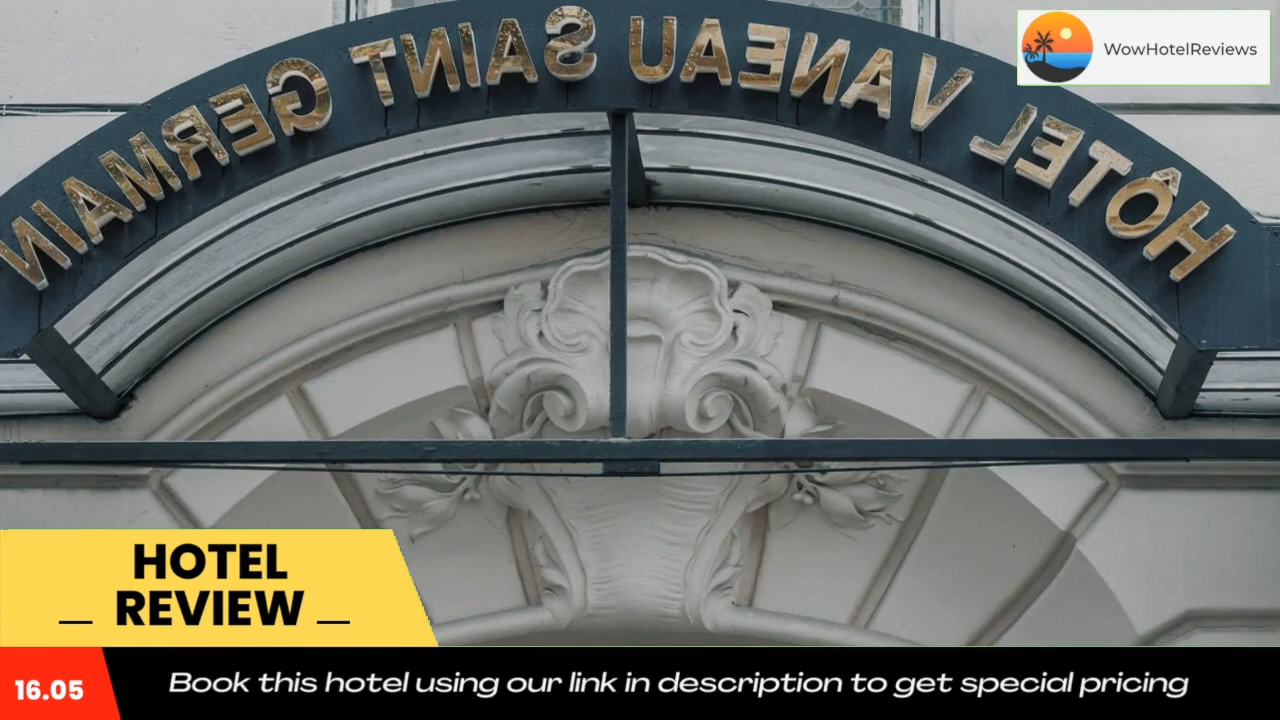 HÔTEL VANEAU SAINT GERMAIN
WowHotelReviews
HOTEL
REVIEW
16.05
Book this hotel using our link in description to get special pricing